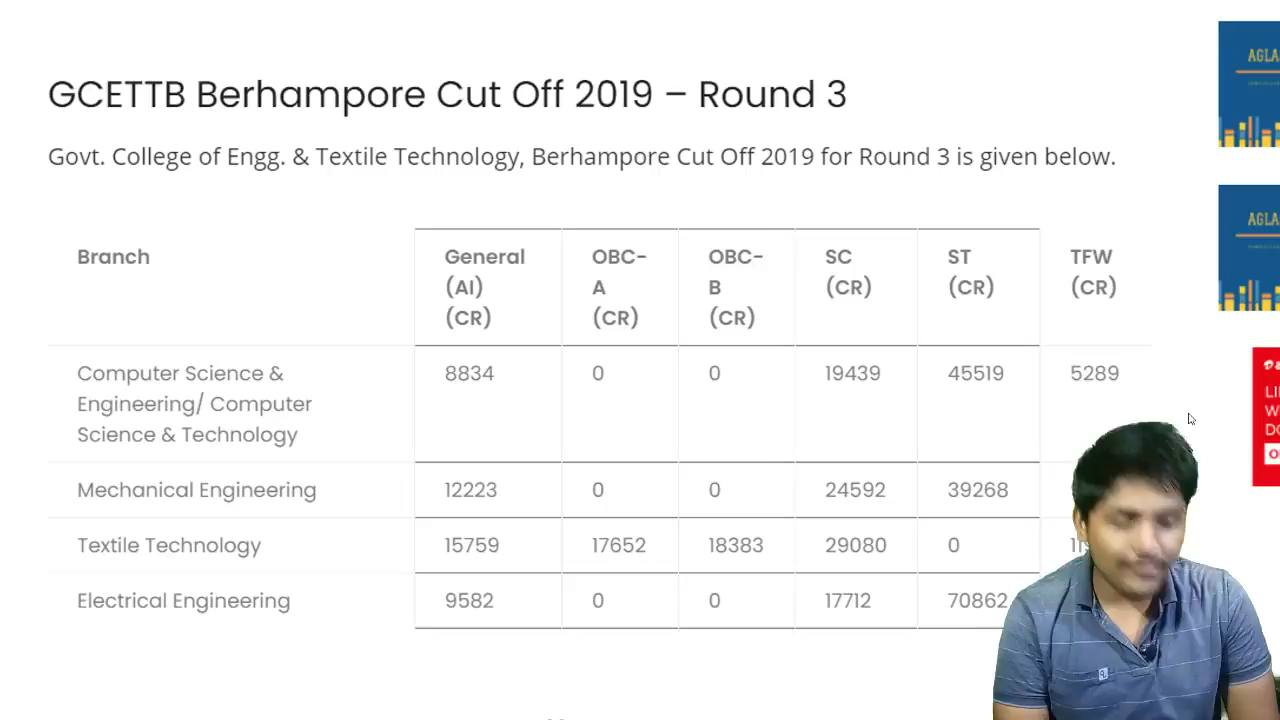 GCETTB Berhampore Cut Off 2019 – Round 3
Govt. College of Engg. & Textile Technology, Berhampore Cut Off 2019 for Round 3 is given below.
Branch General (AI) (CR) OBC-A (CR) OBC-B (CR) SC (CR) ST (CR) TFW (CR)
Computer Science & 8834 0 0 19439 45519 5289
Engineering/ Computer
Science & Technology
Mechanical Engineering 12223 0 0 24592 39268
Textile Technology 15759 17652 18383 29080 0
Electrical Engineering 9582 0 0 17712 70862